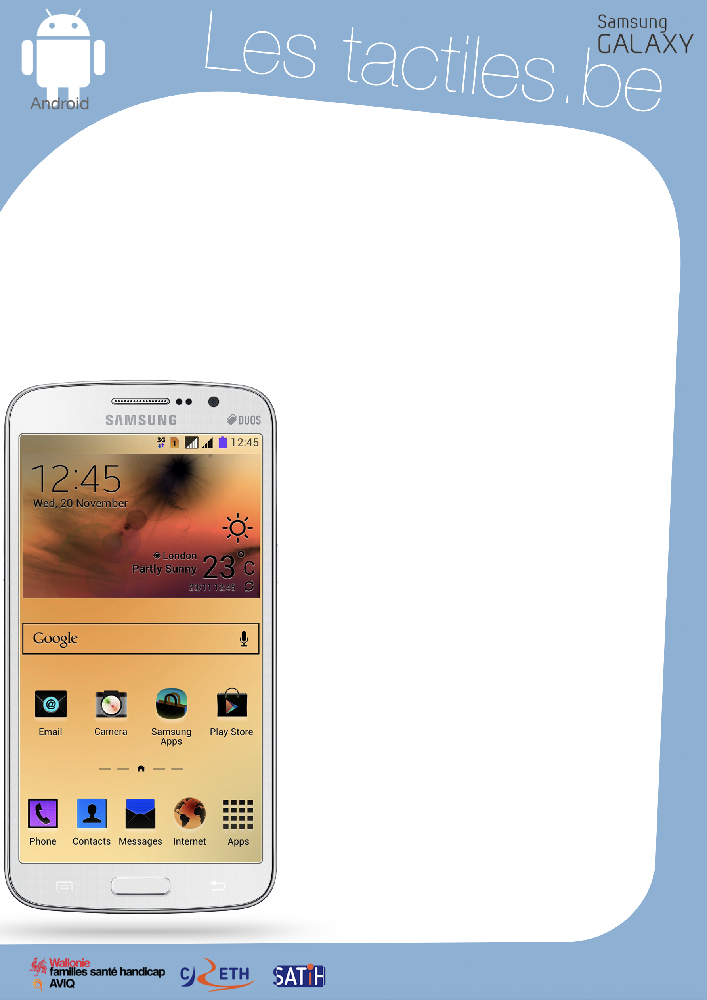 Les tactiles.be
Samsung
GALAXY
Android
SAMSUNG
DUOS
3G 1 12:45
12:45
Wed, 20 November
London
Partly Sunny 23°C
20/11 12:45
Google
@
Email Camera Samsung Apps Play Store
Phone Contacts Messages Internet Apps
Wallonie
familles santé handicap
AVIQ
ETH
SATiH